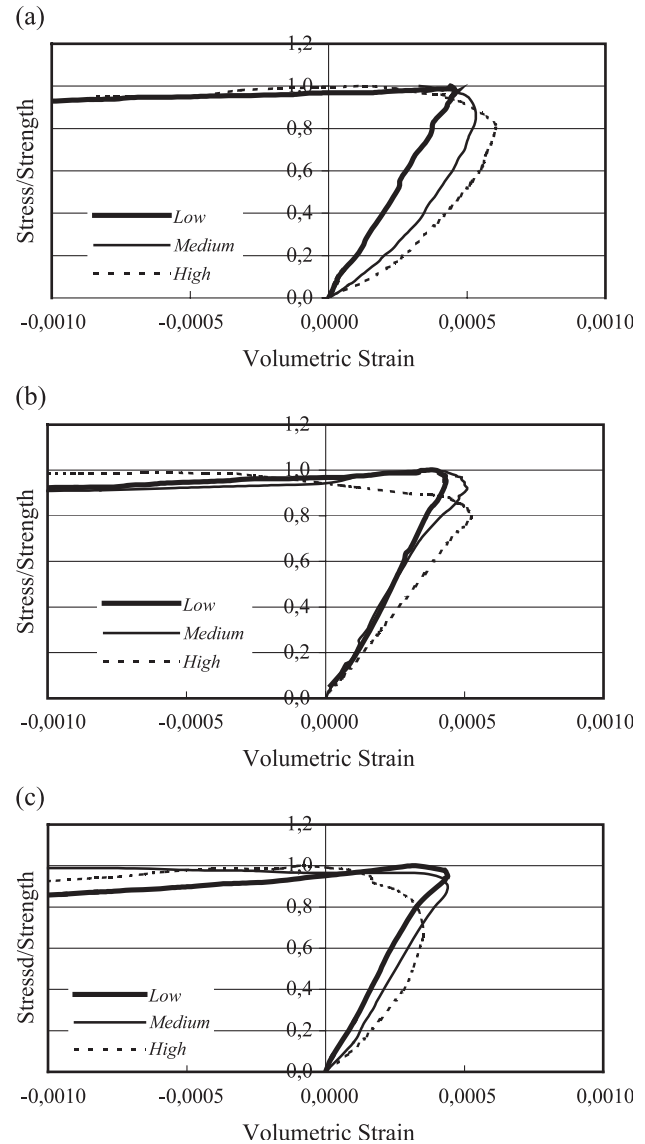 (a)
1,2
1,0
0,8
0,6
0,4
0,2
0,0
Stress/Strength
Low
Medium
High
-0,0010
-0,0005
0,0000
0,0005
0,0010
Volumetric Strain
(b)
1,2
1,0
0,8
0,6
0,4
0,2
0,0
Stress/Strength
Low
Medium
High
-0,0010
-0,0005
0,0000
0,0005
0,0010
Volumetric Strain
(c)
1,2
1,0
0,8
0,6
0,4
0,2
0,0
Stressd/Strength
Low
Medium
High
-0,0010
-0,0005
0,0000
0,0005
0,0010
Volumetric Strain